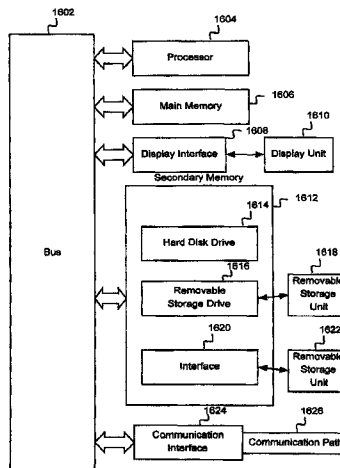 1602
1604
Processor
1606
Main Memory
1608
1610
Display Interface
Display Unit
Secondary Memory
1612
1614
Hard Disk Drive
Bus
1616
1618
Removable
Storage Drive
Removable
Storage
Unit
1620
1622
Interface
Removable
Storage
Unit
1624
1626
Communication
Interface
Communication Path